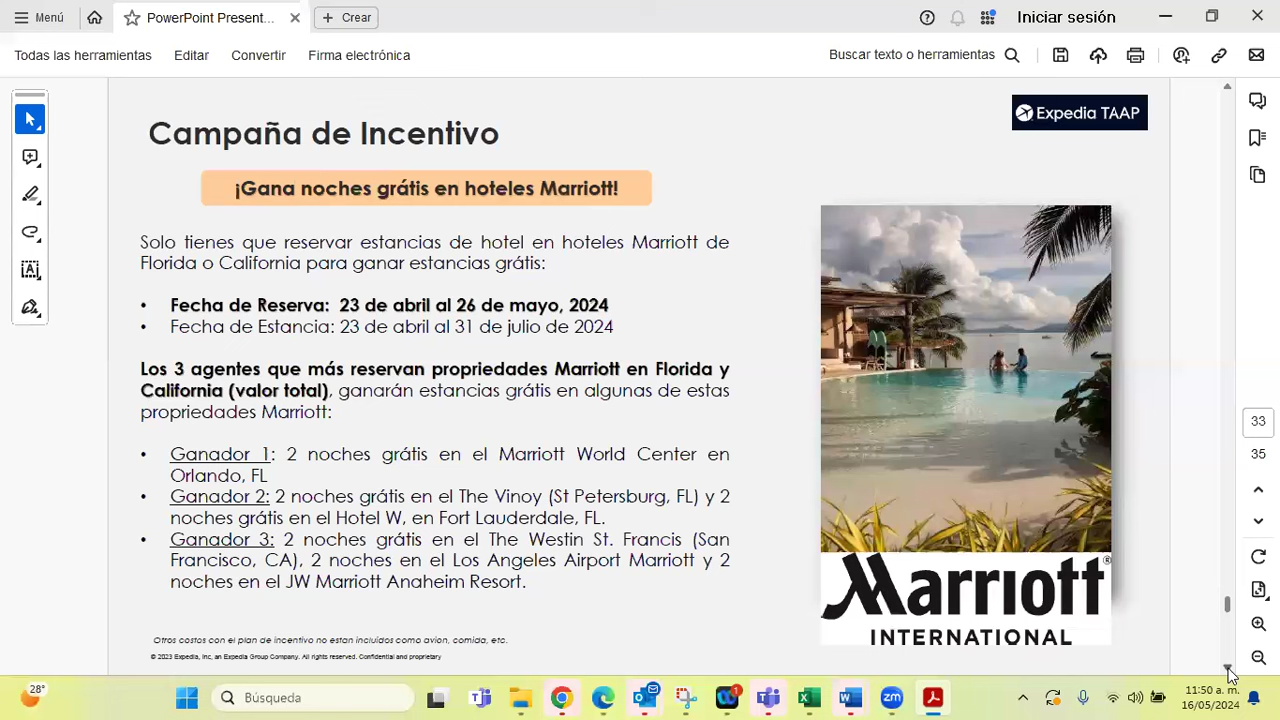 Menú
PowerPoint Present...
Crear
Iniciar sesión
Todas las herramientas
Editar
Convertir
Firma electrónica
Buscar texto o herramientas
Campaña de Incentivo
Expedia TAAP
¡Gana noches grátis en hoteles Marriott!
Solo tienes que reservar estancias de hotel en hoteles Marriott de
Florida o California para ganar estancias grátis:
• Fecha de Reserva: 23 de abril al 26 de mayo, 2024
• Fecha de Estancia: 23 de abril al 31 de julio de 2024
Los 3 agentes que más reservan propriedades Marriott en Florida y
California (valor total), ganarán estancias grátis en algunas de estas
propriedades Marriott:
• Ganador 1: 2 noches grátis en el Marriott World Center en
Orlando, FL
• Ganador 2: 2 noches grátis en el The Vinoy (St Petersburg, FL) y 2
noches grátis en el Hotel W, en Fort Lauderdale, FL.
• Ganador 3: 2 noches grátis en el The Westin St. Francis (San
Francisco, CA), 2 noches en el Los Angeles Airport Marriott y 2
noches en el JW Marriott Anaheim Resort.
Otros costos con el plan de incentivo no estan incluidos como avion, comida, etc.
© 2023 Expedia, Inc, an Expedia Group Company. All rights reserved. Confidential and proprietary
Marriott®
INTERNATIONAL
33
35
28°
Búsqueda
1
11:50 a. m.
16/05/2024